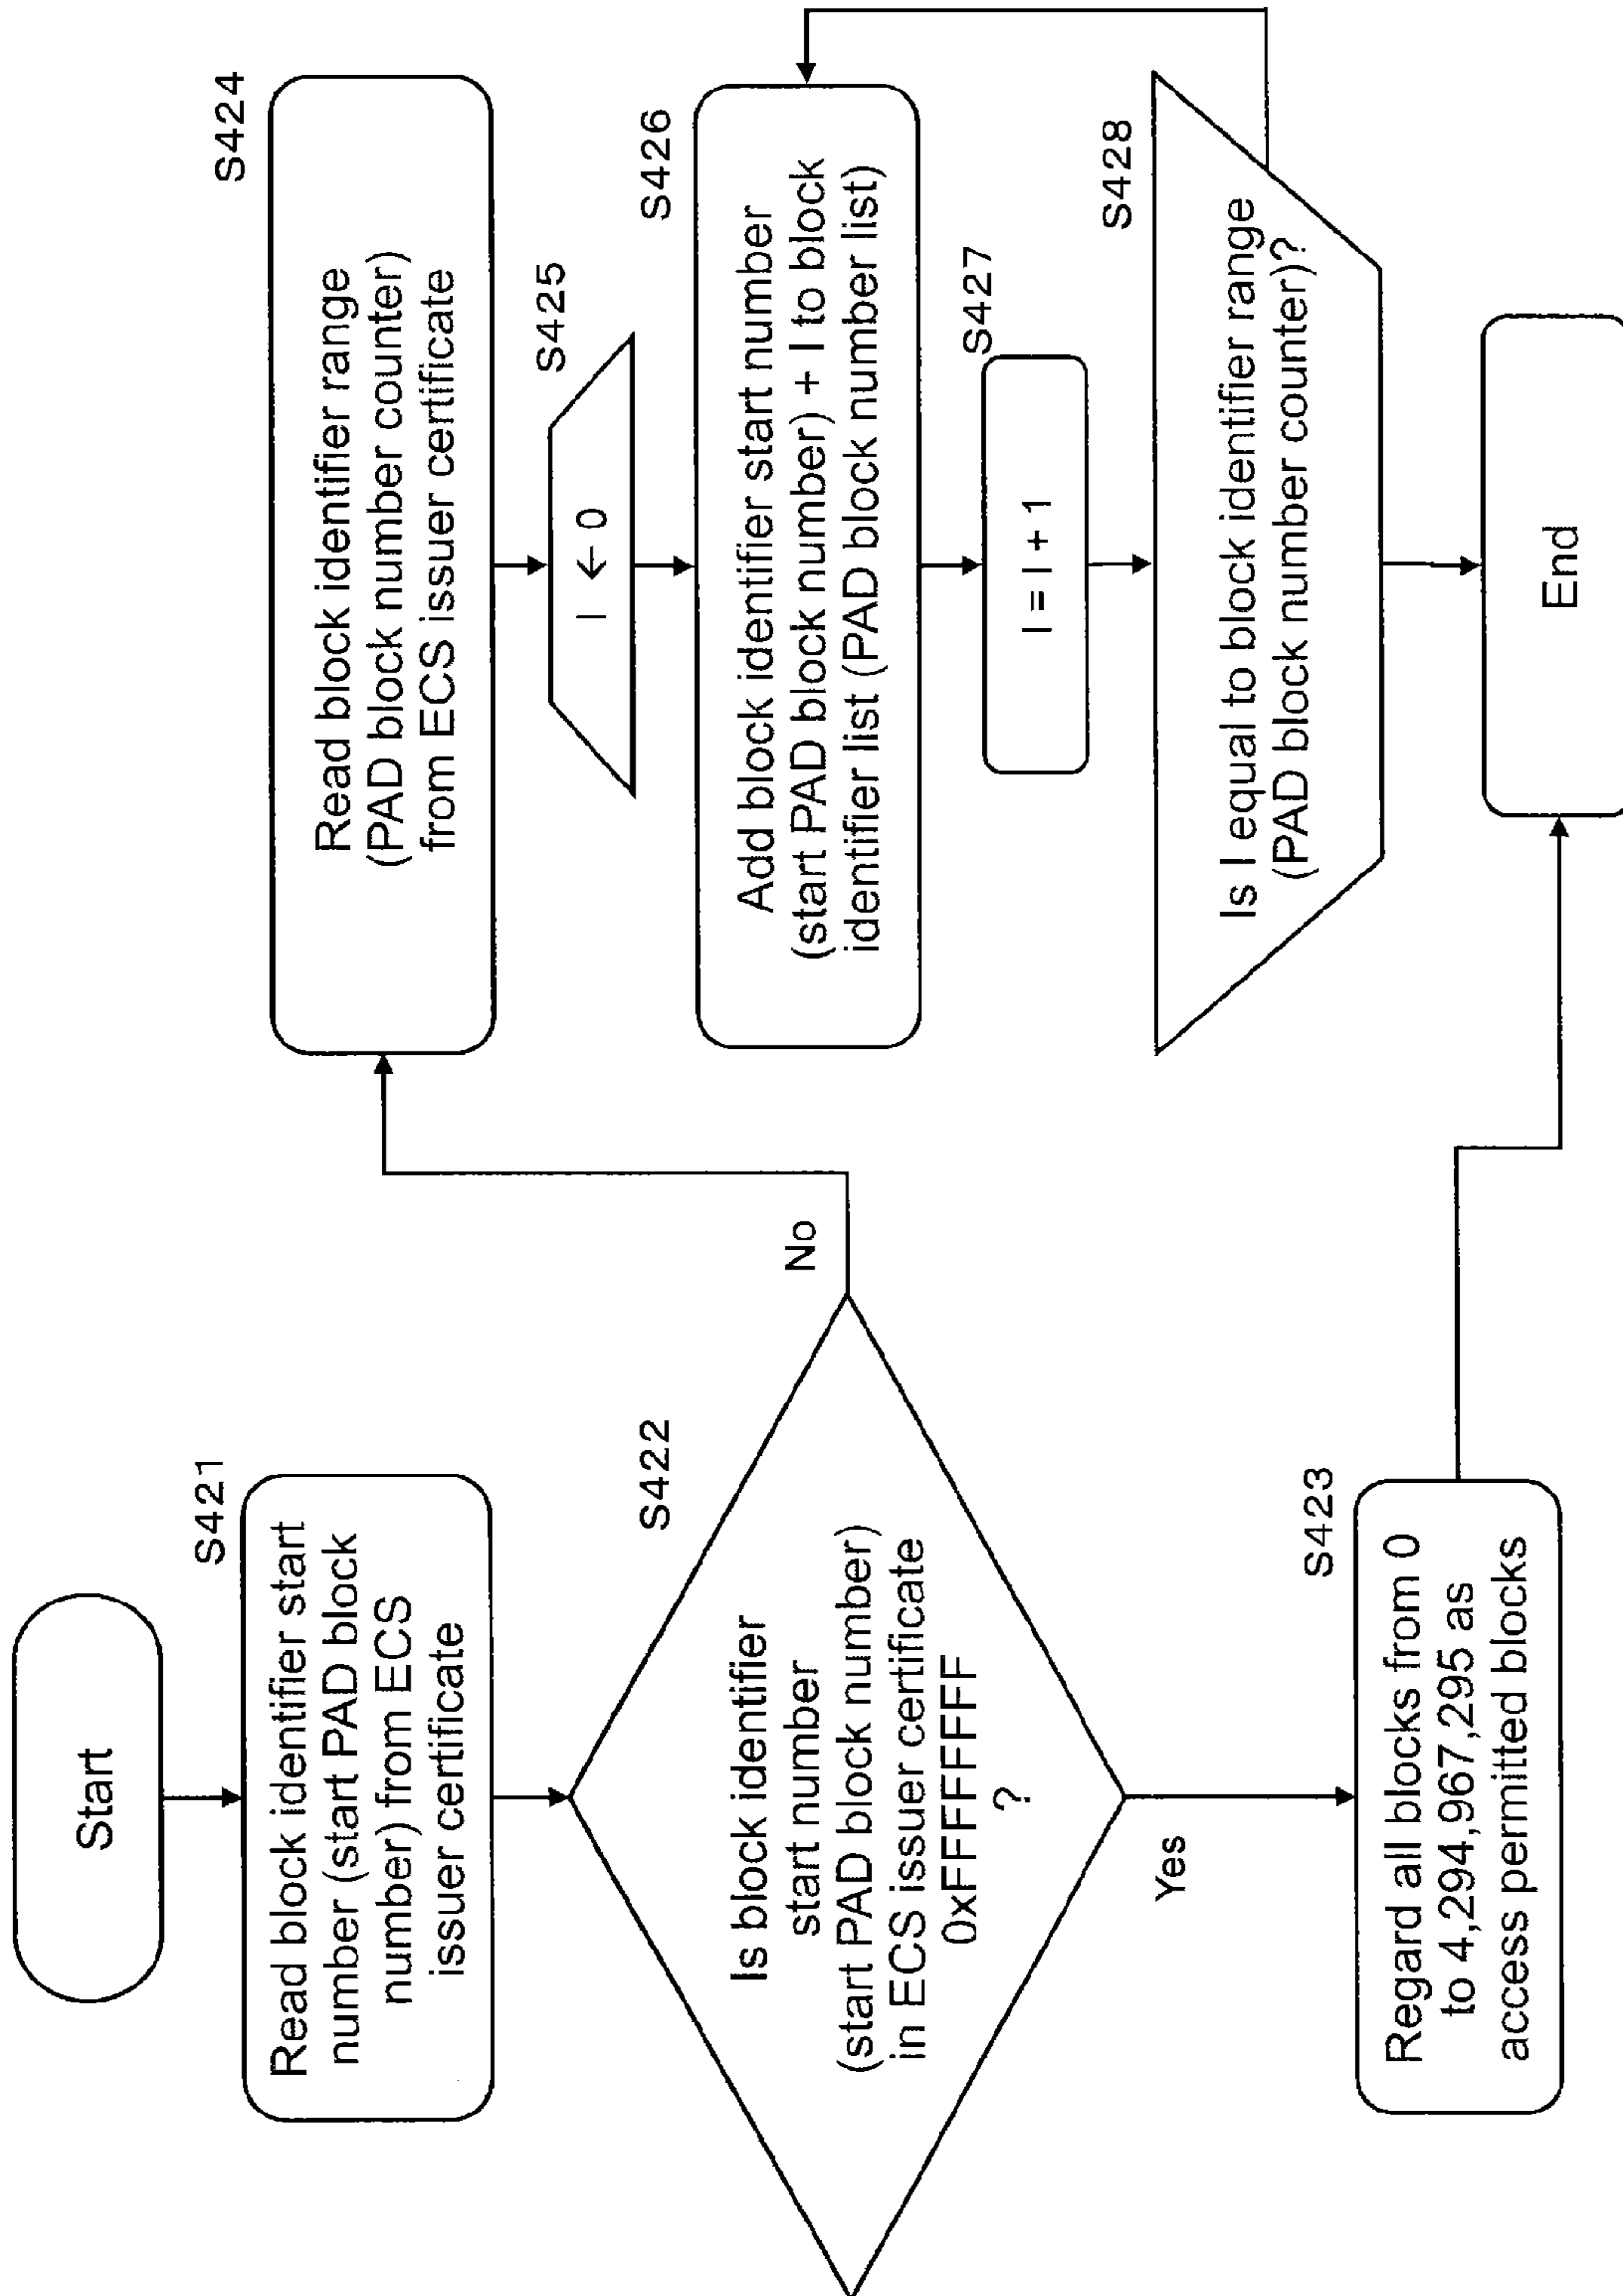 Start
S421
Read block identifier start
number (start PAD block
number) from ECS
issuer certificate
S422
Is block identifier
start number
(start PAD block number)
in ECS issuer certificate
0xFFFFFFFF
?
No
Yes
S423
Regard all blocks from 0
to 4,294,967,295 as
access permitted blocks
S424
Read block identifier range
(PAD block number counter)
from ECS issuer certificate
S425
I ← 0
S426
Add block identifier start number
(start PAD block number) + I to block
identifier list (PAD block number list)
S427
I = I + 1
S428
Is I equal to block identifier range
(PAD block number counter)?
End